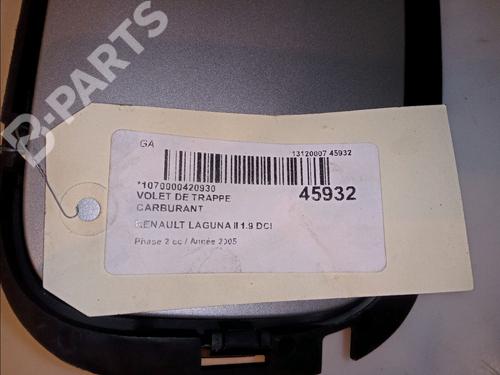 B-PARTS
GA
13120007 45932
*1070000420930
45932
VOLET DE TRAPPE
CARBURANT
RENAULT LAGUNA II 1.9 DCI
Phase 2 cc / Année 2005